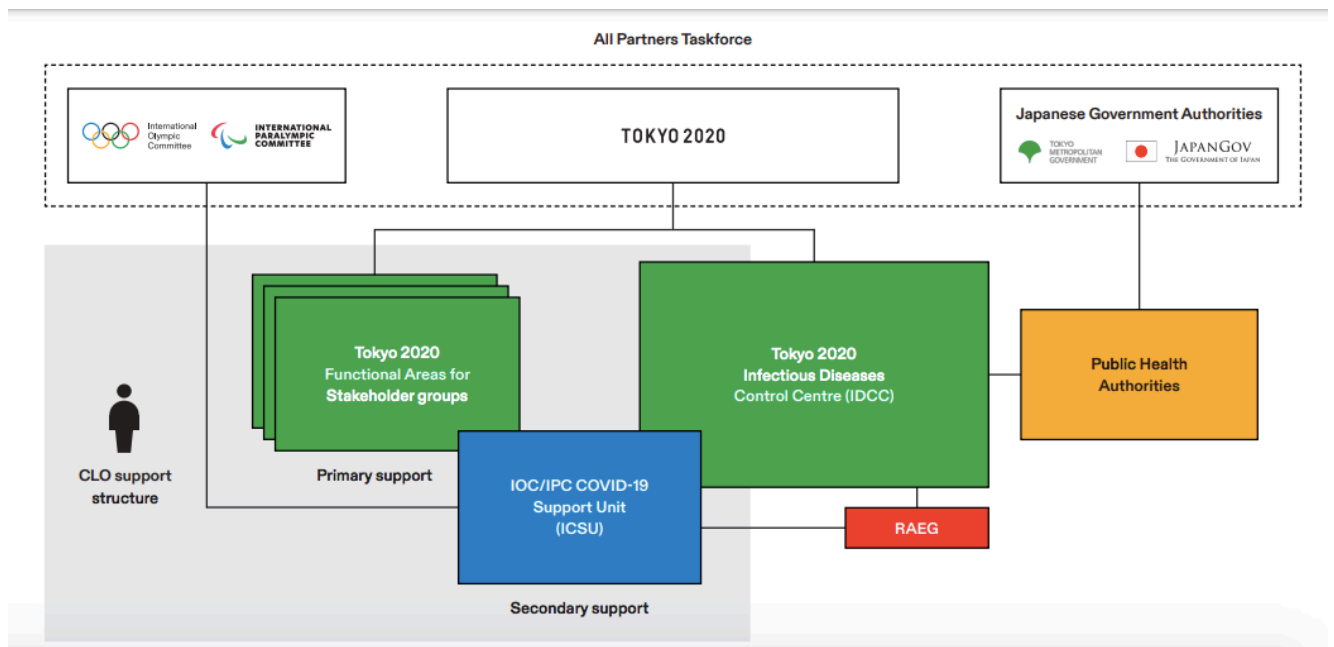 All Partners Taskforce
International
Olympic
Committee
INTERNATIONAL
PARALYMPIC
COMMITTEE
TOKYO 2020
Japanese Government Authorities
TOKYO
METROPOLITAN
GOVERNMENT
JAPANGOV
THE GOVERNMENT OF JAPAN
Tokyo 2020
Functional Areas for
Stakeholder groups
Tokyo 2020
Infectious Diseases
Control Centre (IDCC)
Public Health
Authorities
CLO support
structure
Primary support
IOC/IPC COVID-19
Support Unit
(ICSU)
RAEG
Secondary support